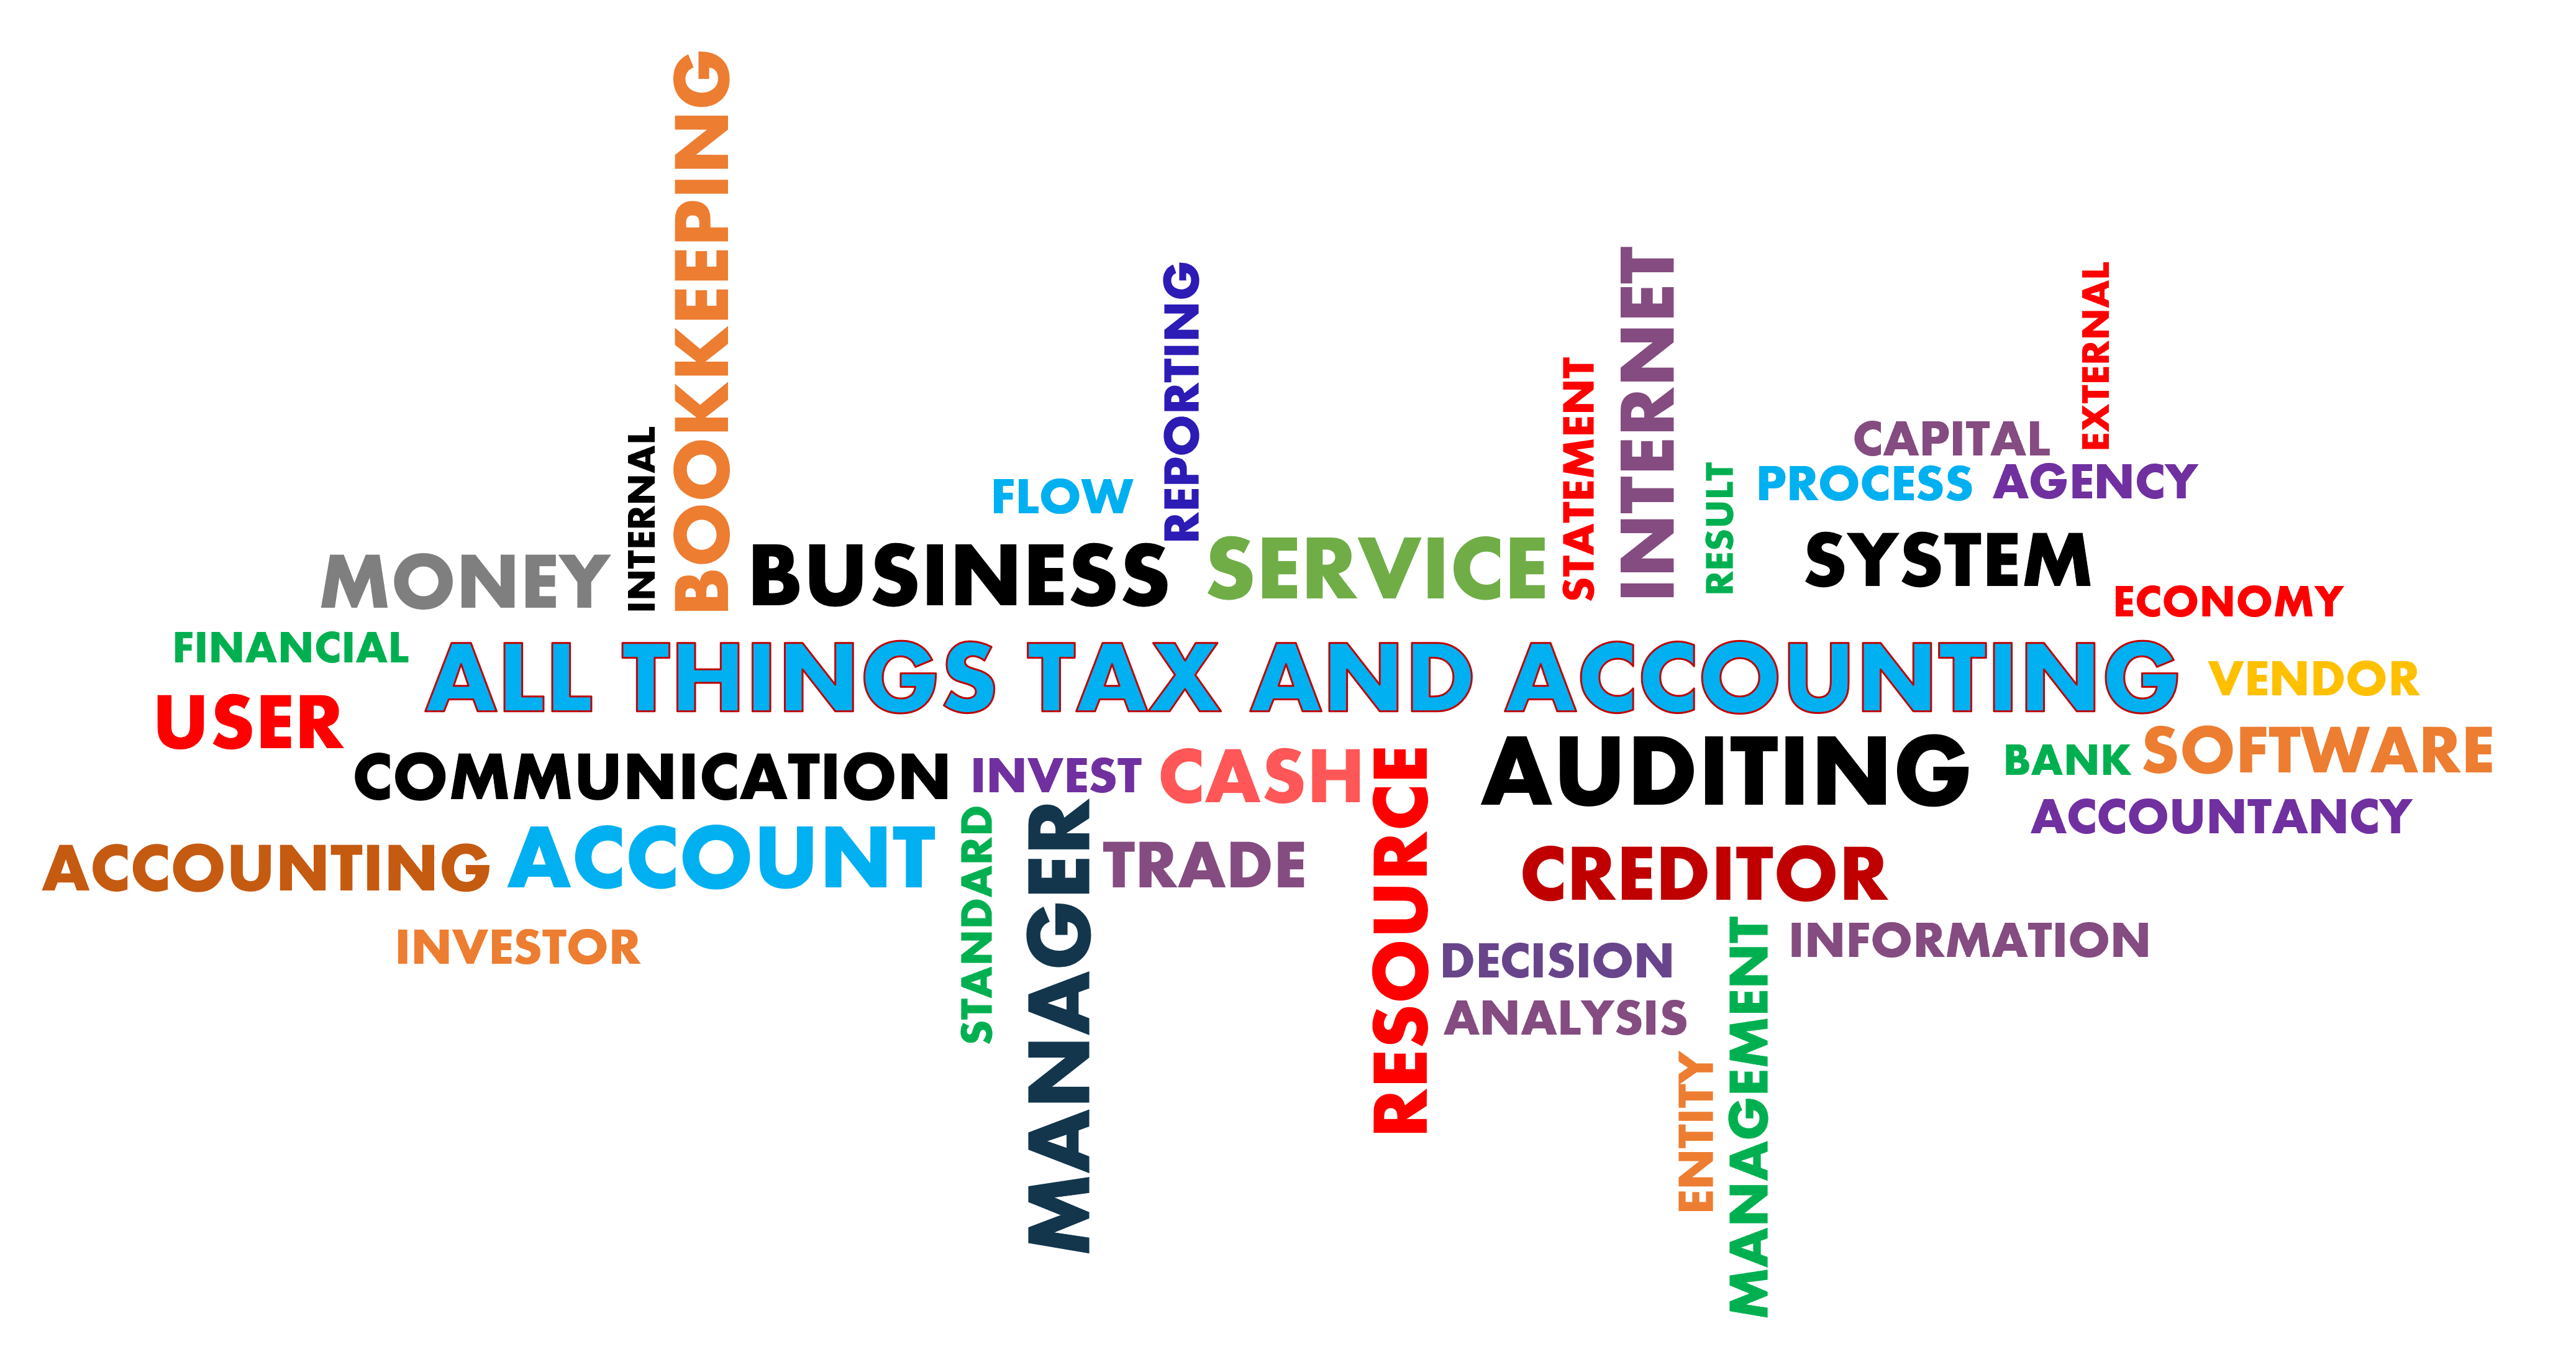 BOOKKEEPING
INTERNAL
REPORTING
FLOW
STATEMENT
INTERNET
RESULT
EXTERNAL
CAPITAL
PROCESS AGENCY
MONEY
BUSINESS
SERVICE
SYSTEM
ECONOMY
FINANCIAL
ALL THINGS TAX AND ACCOUNTING
VENDOR
USER
COMMUNICATION
INVEST
CASH
RESOURCE
AUDITING
BANK
SOFTWARE
ACCOUNTANCY
ACCOUNTING
ACCOUNT
STANDARD
MANAGER
TRADE
CREDITOR
INVESTOR
DECISION
ANALYSIS
INFORMATION
ENTITY
MANAGEMENT